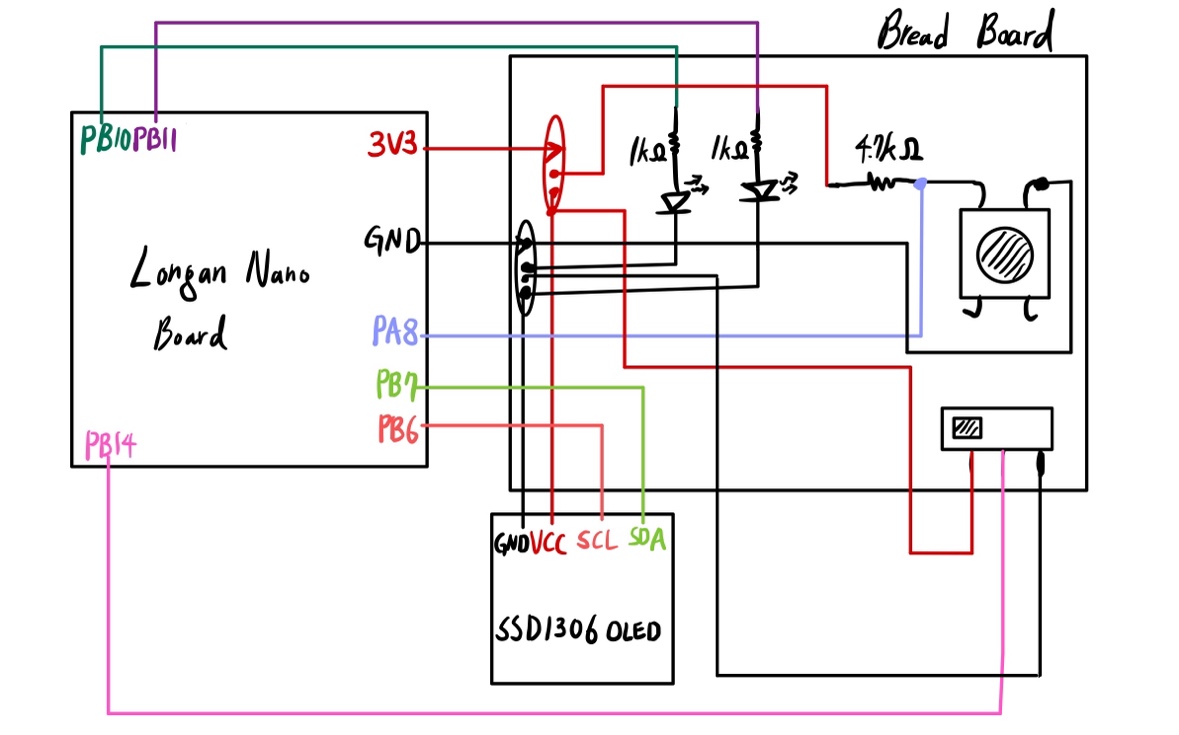 Bread Board
PB10 PB11
3V3
1kΩ
1kΩ
4.7kΩ
GND
Longan Nano
Board
PA8
PB7
PB6
PB14
GND VCC SCL SDA
SSD1306 OLED